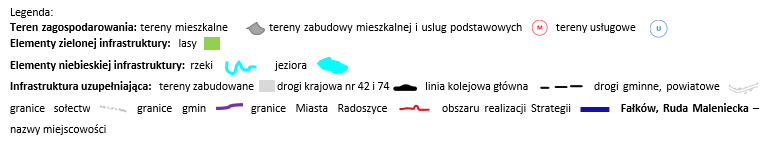 Legenda:
Teren zagospodarowania: tereny mieszkalne tereny zabudowy mieszkalnej i uslug podstawowych M tereny usługowe U
Elementy zielonej infrastruktury: lasy
Elementy niebieskiej infrastruktury: rzeki jeziora
Infrastruktura uzupełniająca: tereny zabudowane drogi krajowa nr 42 i 74 linia kolejowa główna drogi gminne, powiatowe
granice sołectw granice gmin granice Miasta Radoszyce obszaru realizacji Strategii Fałków, Ruda Maleniecka –
nazwy miejscowości